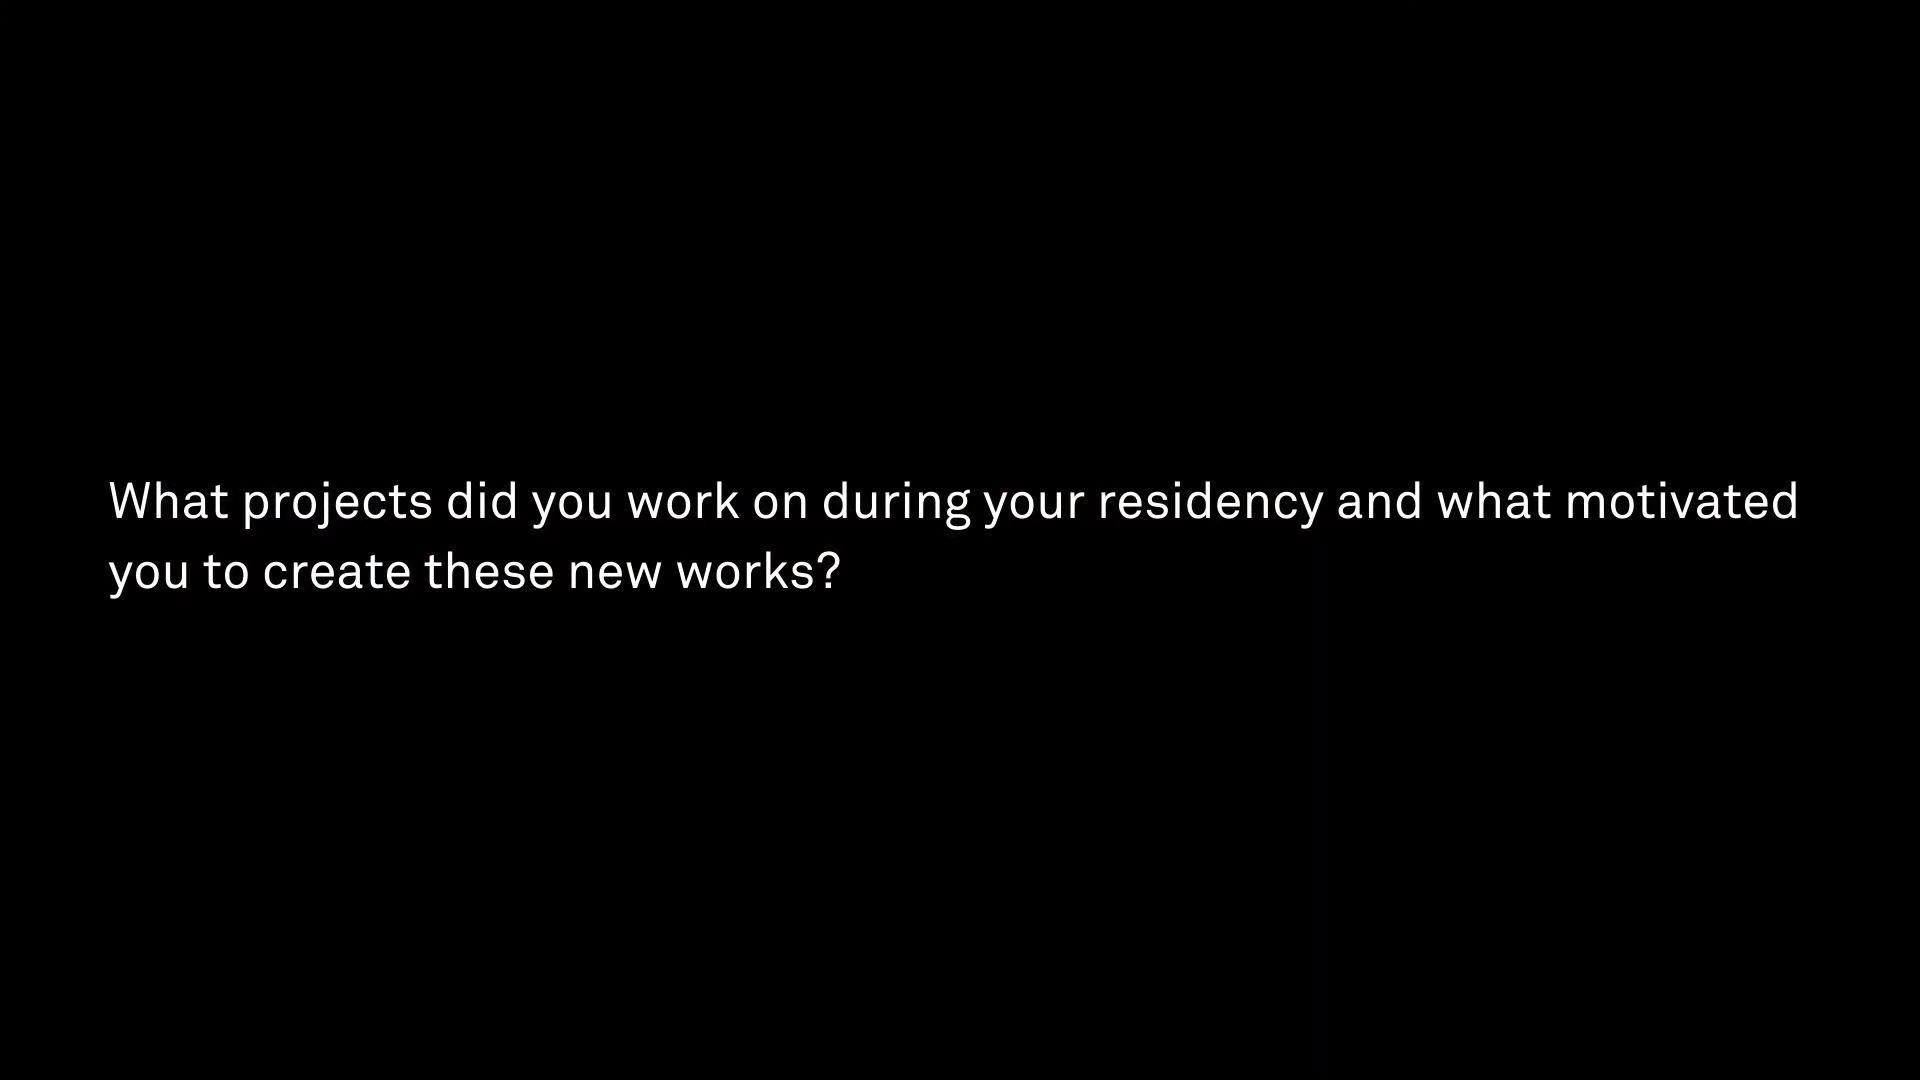 What projects did you work on during your residency and what motivated
you to create these new works?